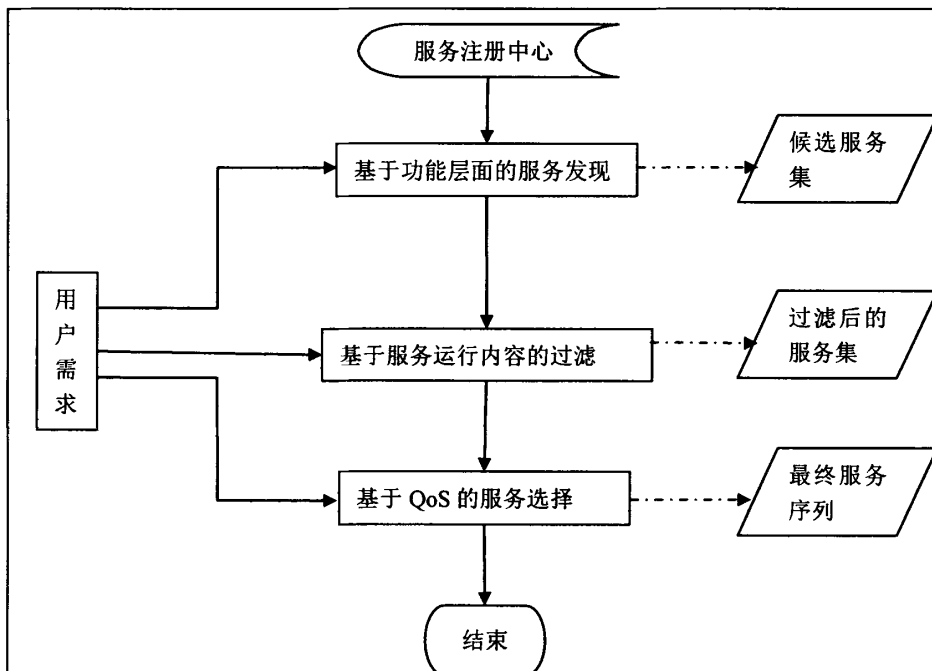 服务注册中心
基于功能层面的服务发现
候选服务
集
用
户
需
求
基于服务运行内容的过滤
过滤后的
服务集
基于 QoS 的服务选择
最终服务
序列
结束